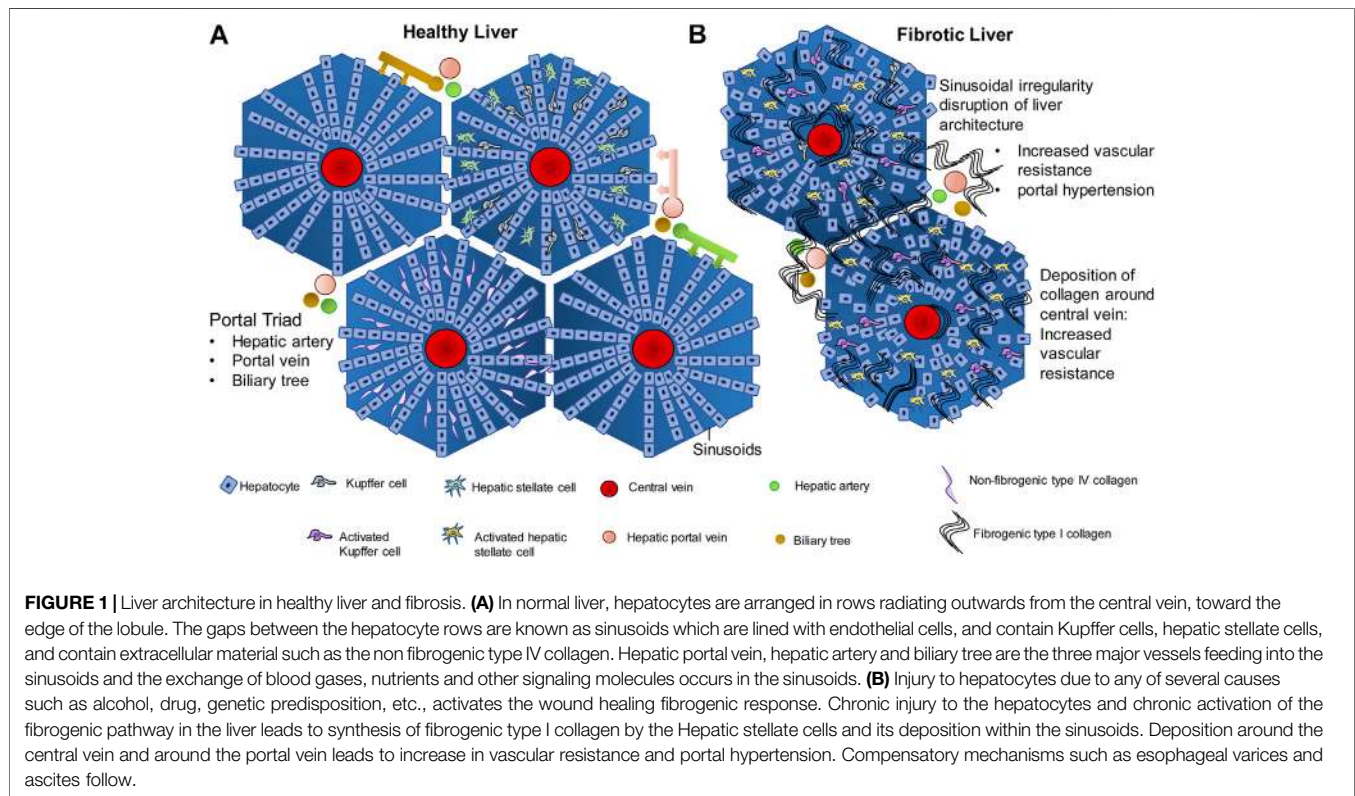 A
Healthy Liver
B
Fibrotic Liver
Sinusoidal irregularity
disruption of liver
architecture
• Increased vascular
resistance
• portal hypertension
Deposition of
collagen around
central vein:
Increased
vascular
resistance
Portal Triad
• Hepatic artery
• Portal vein
• Biliary tree
Sinusoids
Hepatocyte
Kupffer cell
Hepatic stellate cell
Central vein
Hepatic artery
Non-fibrogenic type IV collagen
Activated
Kupffer cell
Activated hepatic
stellate cell
Hepatic portal vein
Biliary tree
Fibrogenic type I collagen
FIGURE 1 | Liver architecture in healthy liver and fibrosis. (A) In normal liver, hepatocytes are arranged in rows radiating outwards from the central vein, toward the
edge of the lobule. The gaps between the hepatocyte rows are known as sinusoids which are lined with endothelial cells, and contain Kupffer cells, hepatic stellate cells,
and contain extracellular material such as the non fibrogenic type IV collagen. Hepatic portal vein, hepatic artery and biliary tree are the three major vessels feeding into the
sinusoids and the exchange of blood gases, nutrients and other signaling molecules occurs in the sinusoids. (B) Injury to hepatocytes due to any of several causes
such as alcohol, drug, genetic predisposition, etc., activates the wound healing fibrogenic response. Chronic injury to the hepatocytes and chronic activation of the
fibrogenic pathway in the liver leads to synthesis of fibrogenic type I collagen by the Hepatic stellate cells and its deposition within the sinusoids. Deposition around the
central vein and around the portal vein leads to increase in vascular resistance and portal hypertension. Compensatory mechanisms such as esophageal varices and
ascites follow.